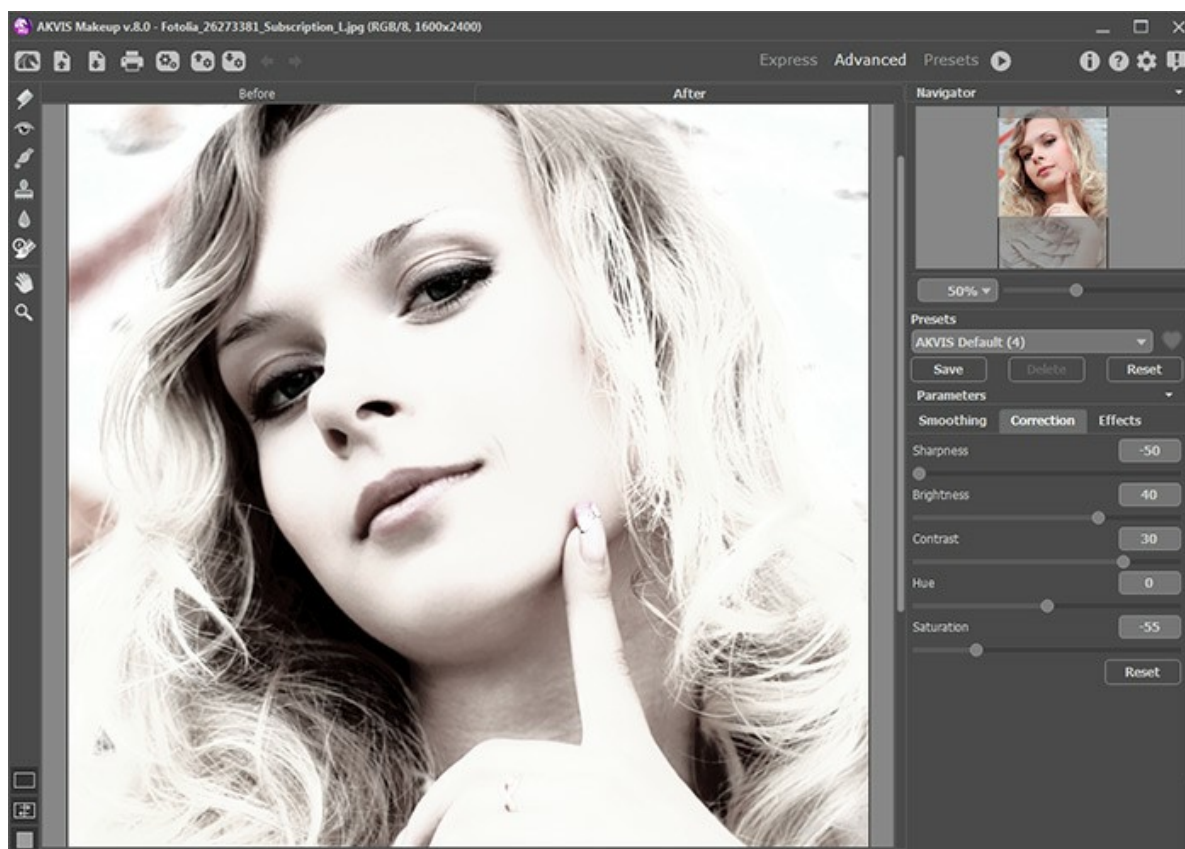 AKVIS Makeup v.8.0 - Fotolia_26273381_Subscription_L.jpg (RGB/8, 1600x2400)
Express Advanced Presets
Before After Navigator
50%
Presets
AKVIS Default (4)
Save Delete Reset
Parameters
Smoothing Correction Effects
Sharpness -50
Brightness 40
Contrast 30
Hue 0
Saturation -55
Reset